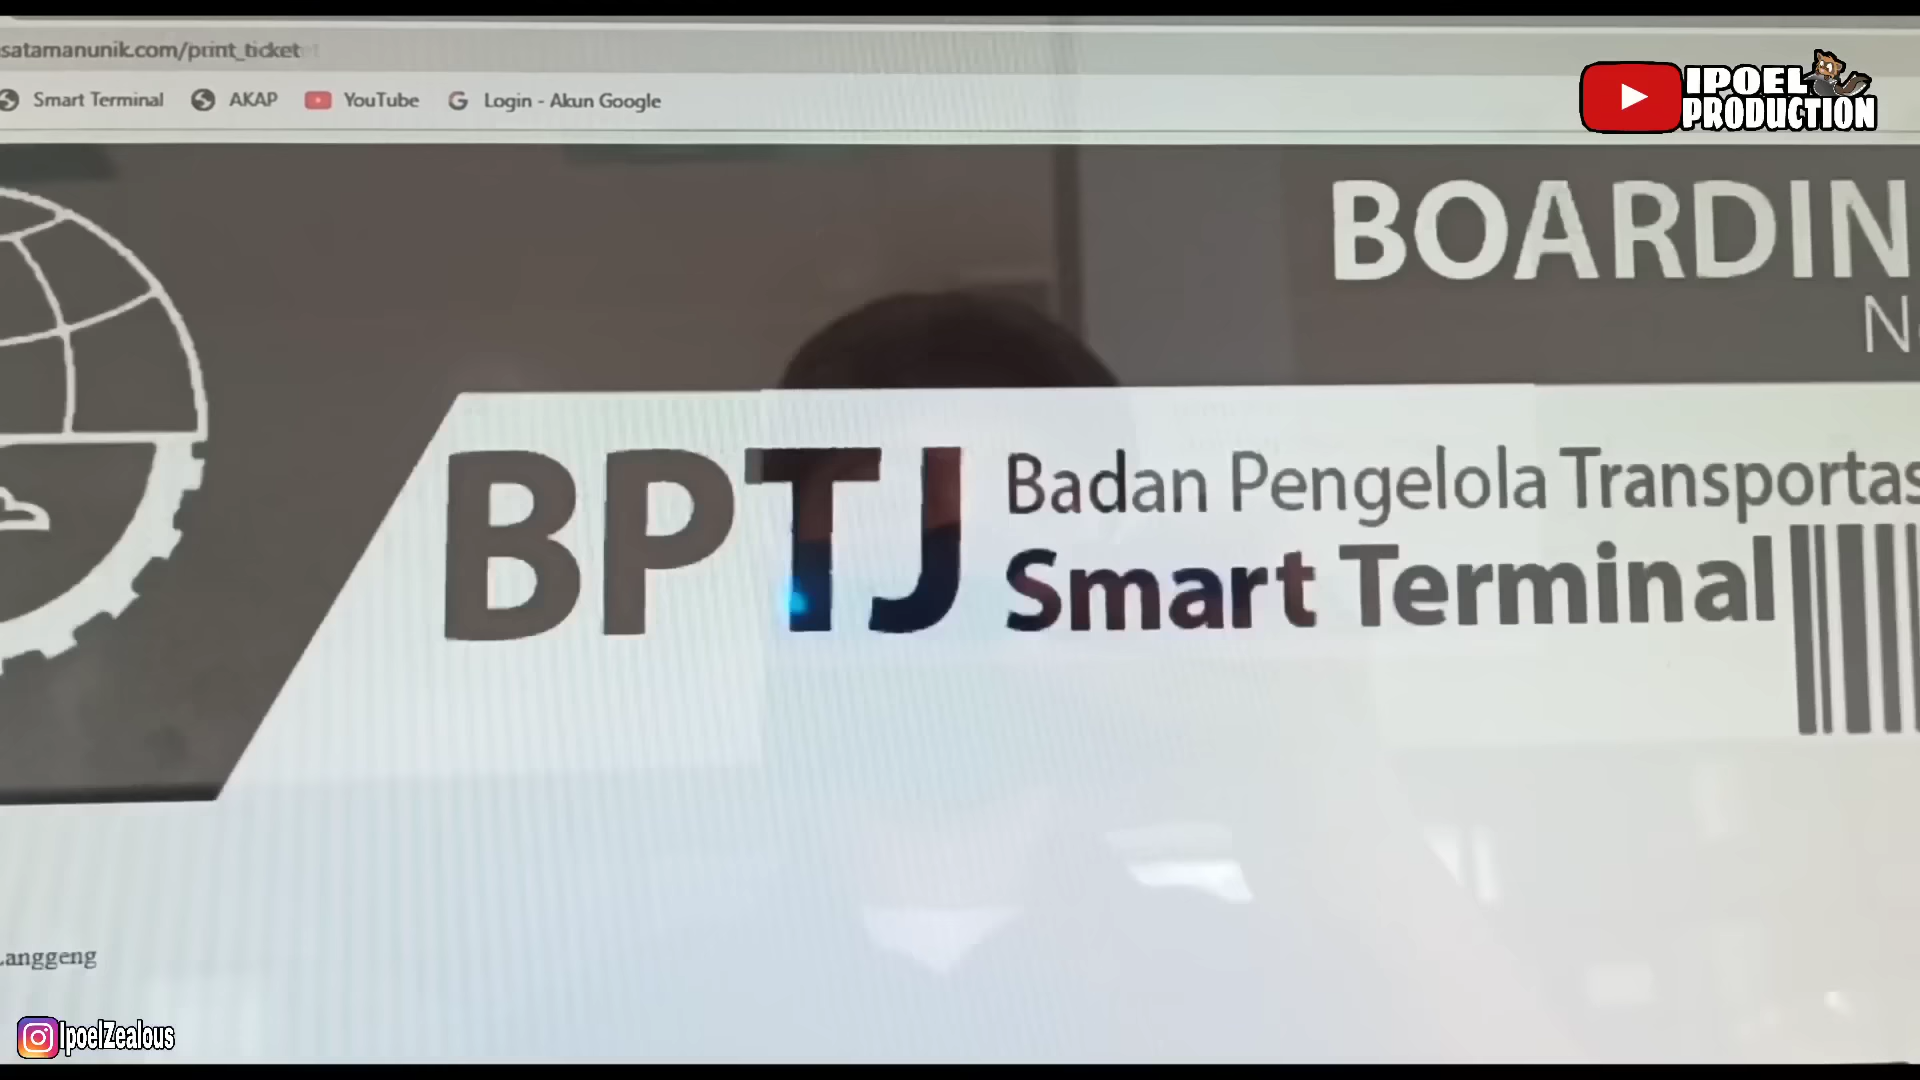 satamanunik.com/print_ticket
Smart Terminal AKAP YouTube G Login - Akun Google
IPOEL
PRODUCTION
BOARDIN
BPTJ Badan Pengelola Transportas
Smart Terminal
Langgeng
IpoelZealous